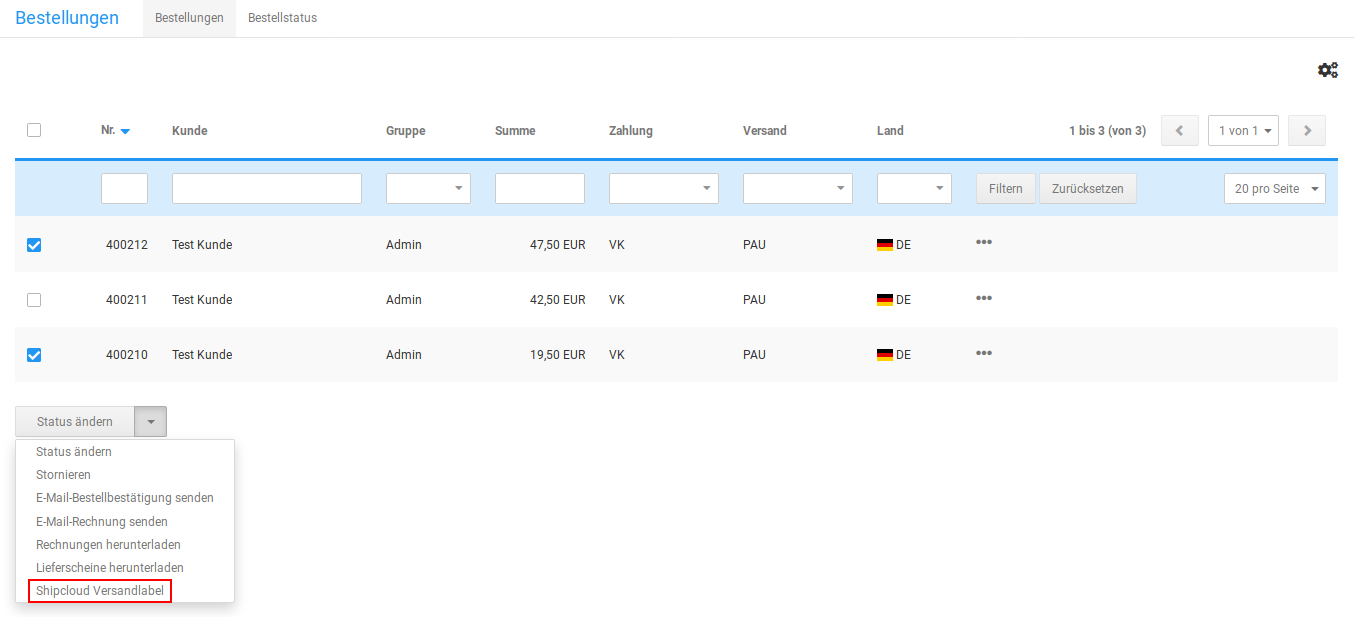 Bestellungen Bestellungen Bestellstatus
Nr. Kunde Gruppe Summe Zahlung Versand Land 1 bis 3 (von 3) 1 von 1
Filtern Zurücksetzen 20 pro Seite
400212 Test Kunde Admin 47,50 EUR VK PAU DE
400211 Test Kunde Admin 42,50 EUR VK PAU DE
400210 Test Kunde Admin 19,50 EUR VK PAU DE
Status ändern
Status ändern
Stornieren
E-Mail-Bestellbestätigung senden
E-Mail-Rechnung senden
Rechnungen herunterladen
Lieferscheine herunterladen
Shipcloud Versandlabel